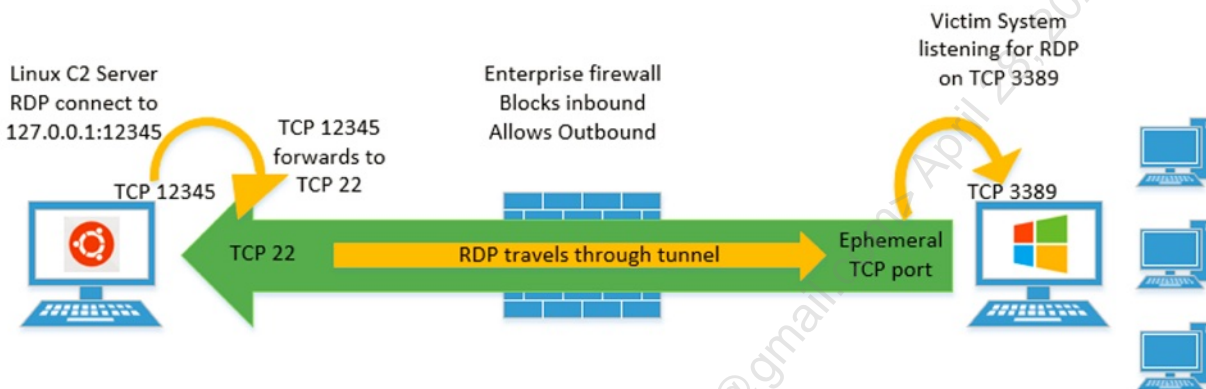 Linux C2 Server
RDP connect to
127.0.0.1:12345
TCP 12345
forwards to
TCP 22
TCP 12345
Enterprise firewall
Blocks inbound
Allows Outbound
Victim System
listening for RDP
on TCP 3389
TCP 3389
TCP 22
RDP travels through tunnel
Ephemeral
TCP port
April 28,